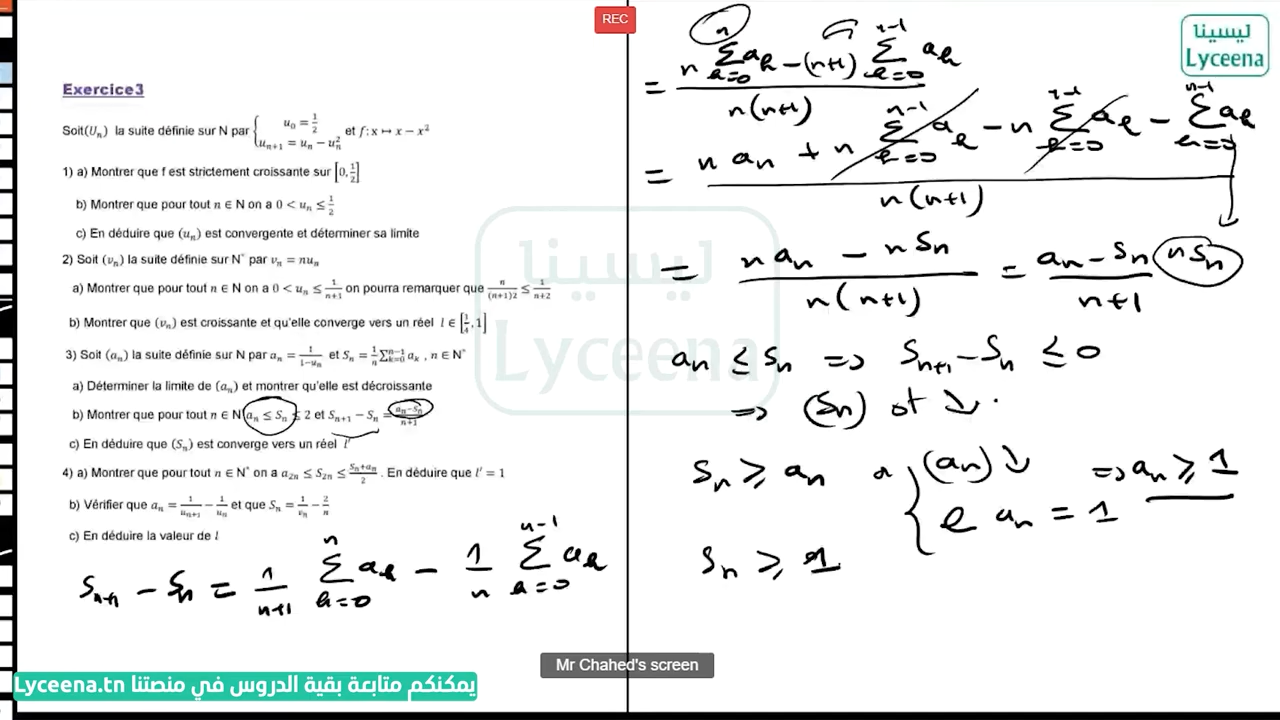 REC
ليسينا
Lyceena
Exercice3
Soit(Uₙ) la suite définie sur N par { u₀ = 1/2
uₙ₊₁ = uₙ − uₙ² et f: x ↦ x − x²
1) a) Montrer que f est strictement croissante sur [0, 1/2]
b) Montrer que pour tout n ∈ N on a 0 < uₙ ≤ 1/2
c) En déduire que (uₙ) est convergente et déterminer sa limite
2) Soit (vₙ) la suite définie sur N* par vₙ = nuₙ
a) Montrer que pour tout n ∈ N on a 0 < uₙ ≤ 1/(n+1) on pourra remarquer que n/(n+1)2 ≤ 1/(n+2)
b) Montrer que (vₙ) est croissante et qu'elle converge vers un réel l ∈ [1/4, 1]
3) Soit (aₙ) la suite définie sur N par aₙ = 1/(1−uₙ) et Sₙ = 1/n ∑ₖ₌₀ⁿ⁻¹ aₖ , n ∈ N*
a) Déterminer la limite de (aₙ) et montrer qu'elle est décroissante
b) Montrer que pour tout n ∈ N aₙ ≤ Sₙ ≤ 2 et Sₙ₊₁ − Sₙ = (aₙ−Sₙ)/(n+1)
c) En déduire que (Sₙ) est converge vers un réel l'
4) a) Montrer que pour tout n ∈ N* on a a₂ₙ ≤ S₂ₙ ≤ (Sₙ+aₙ)/2 . En déduire que l' = 1
b) Vérifier que aₙ = 1/uₙ₊₁ − 1/uₙ et que Sₙ = 1/vₙ − 2/n
c) En déduire la valeur de l
Sₙ₊₁ − Sₙ = 1/(n+1) ∑ₖ₌₀ⁿ aₖ − 1/n ∑ₖ₌₀ⁿ⁻¹ aₖ
= (n ∑ₖ₌₀ⁿ aₖ − (n+1) ∑ₖ₌₀ⁿ⁻¹ aₖ) / n(n+1)
= (n aₙ + n ∑ₖ₌₀ⁿ⁻¹ aₖ − n ∑ₖ₌₀ⁿ⁻¹ aₖ − ∑ₖ₌₀ⁿ⁻¹ aₖ) / n(n+1)
= (n aₙ − n Sₙ) / n(n+1) = (aₙ − Sₙ) / (n+1) nSₙ
aₙ ≤ Sₙ ⇒ Sₙ₊₁ − Sₙ ≤ 0
⇒ (Sₙ) est ↘.
Sₙ ≥ aₙ or { (aₙ) ↘ ⇒ aₙ ≥ 1
ℓ aₙ = 1
Sₙ ≥ 1
Mr Chahed's screen
يمكنكم متابعة بقية الدروس في منصتنا Lyceena.tn
ليسينا
Lyceena